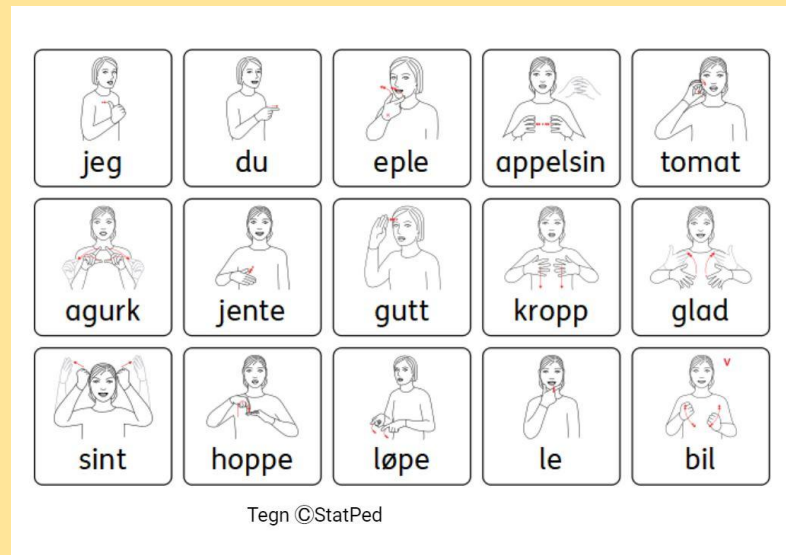 jeg du eple appelsin tomat
agurk jente gutt kropp glad
V
sint hoppe løpe le bil
Tegn ©StatPed